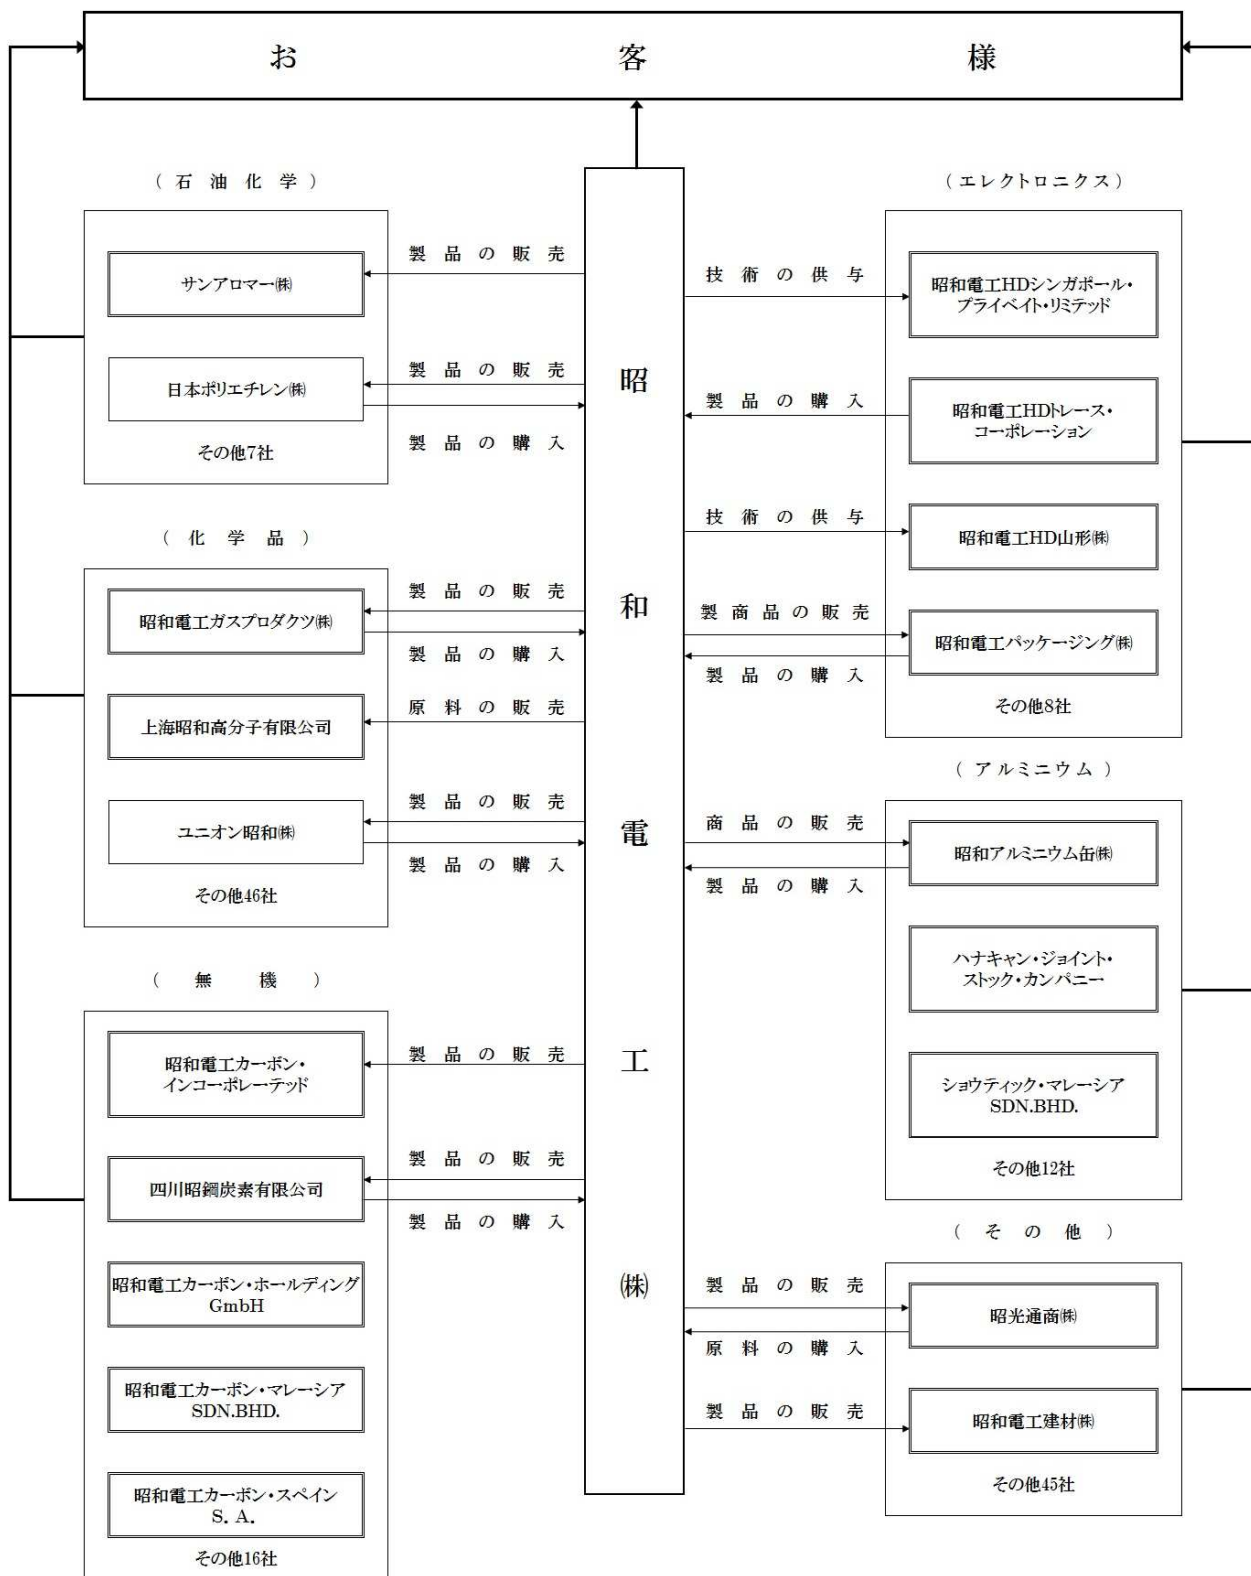 お客様
(石油化学)
サンアロマー㈱
日本ポリエチレン㈱
その他7社
製品の販売
製品の販売
製品の購入
(化学品)
昭和電工ガスプロダクツ㈱
上海昭和高分子有限公司
ユニオン昭和㈱
その他46社
製品の販売
製品の購入
原料の販売
製品の販売
製品の購入
(無機)
昭和電工カーボン・
インコーポレーテッド
四川昭鋼炭素有限公司
昭和電工カーボン・ホールディング
GmbH
昭和電工カーボン・マレーシア
SDN.BHD.
昭和電工カーボン・スペイン
S. A.
その他16社
製品の販売
製品の販売
製品の購入
昭和電工㈱
(エレクトロニクス)
技術の供与
昭和電工HDシンガポール・
プライベイト・リミテッド
製品の購入
昭和電工HDトレース・
コーポレーション
技術の供与
昭和電工HD山形㈱
製商品の販売
製品の購入
昭和電工パッケージング㈱
その他8社
(アルミニウム)
商品の販売
製品の購入
昭和アルミニウム缶㈱
ハナキャン・ジョイント・
ストック・カンパニー
ショウティック・マレーシア
SDN.BHD.
その他12社
(その他)
製品の販売
原料の購入
昭光通商㈱
製品の販売
昭和電工建材㈱
その他45社